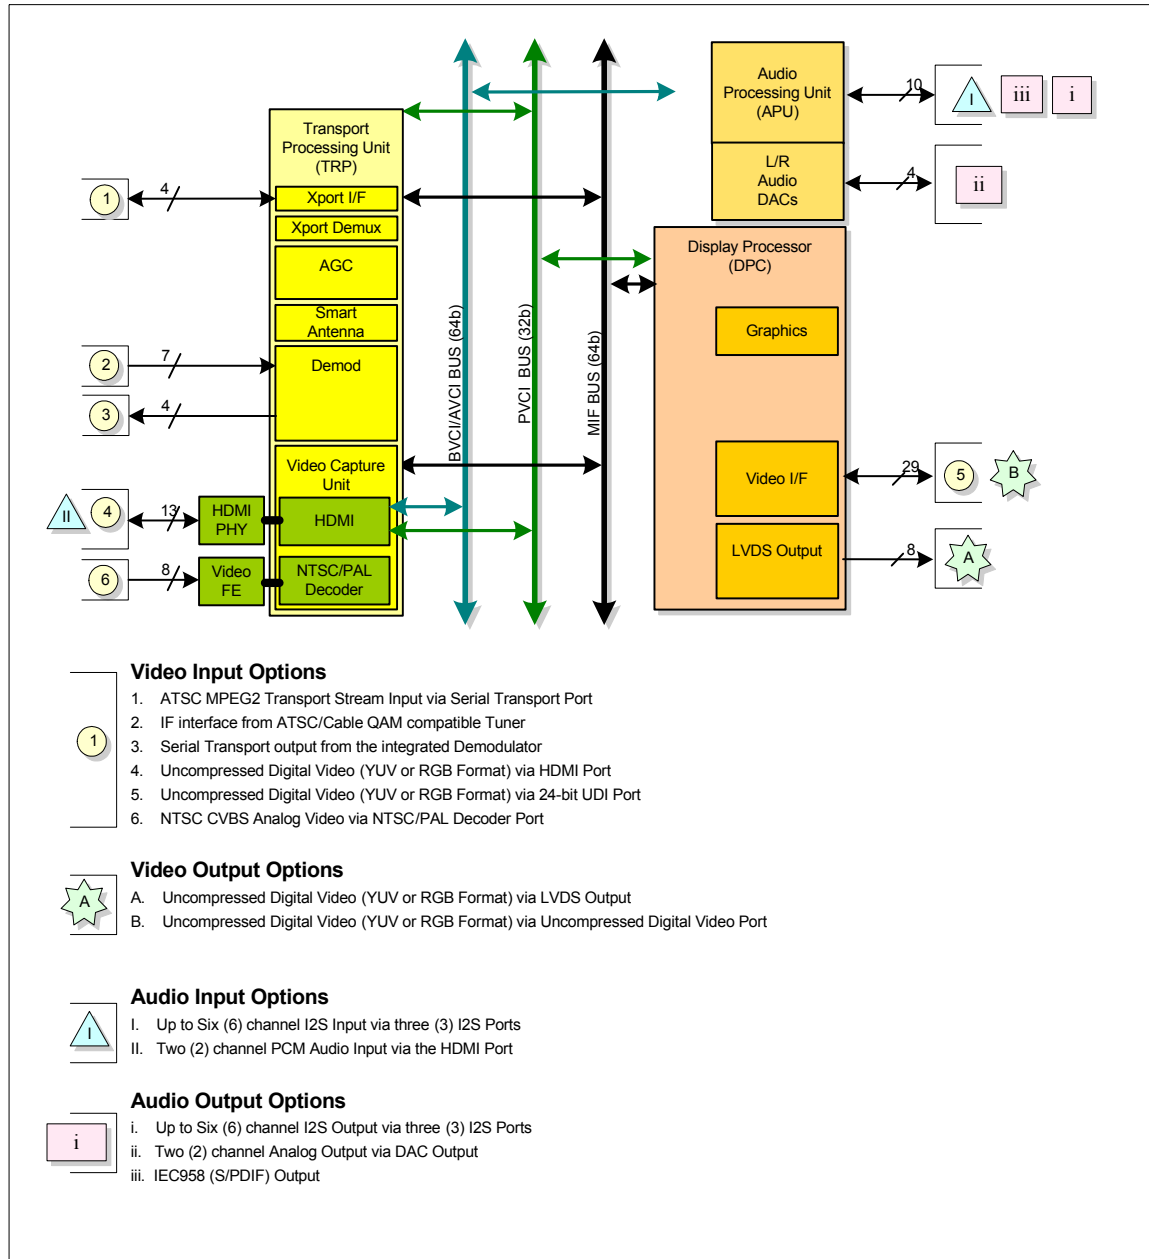 Audio
Processing Unit
(APU)
10
I
iii
i
Transport
Processing Unit
(TRP)
L/R
Audio
DACs
4
ii
1
4
Xport I/F
Xport Demux
AGC
Smart
Antenna
2
7
Demod
3
4
Video Capture
Unit
II
4
13
HDMI
PHY
HDMI
6
8
Video
FE
NTSC/PAL
Decoder
BVCI/AVCI BUS (64b)
PVCI BUS (32b)
MIF BUS (64b)
Display Processor
(DPC)
Graphics
Video I/F
29
5
B
LVDS Output
8
A
Video Input Options
1
1. ATSC MPEG2 Transport Stream Input via Serial Transport Port
2. IF interface from ATSC/Cable QAM compatible Tuner
3. Serial Transport output from the integrated Demodulator
4. Uncompressed Digital Video (YUV or RGB Format) via HDMI Port
5. Uncompressed Digital Video (YUV or RGB Format) via 24-bit UDI Port
6. NTSC CVBS Analog Video via NTSC/PAL Decoder Port
Video Output Options
A
A. Uncompressed Digital Video (YUV or RGB Format) via LVDS Output
B. Uncompressed Digital Video (YUV or RGB Format) via Uncompressed Digital Video Port
Audio Input Options
I
I. Up to Six (6) channel I2S Input via three (3) I2S Ports
II. Two (2) channel PCM Audio Input via the HDMI Port
Audio Output Options
i
i. Up to Six (6) channel I2S Output via three (3) I2S Ports
ii. Two (2) channel Analog Output via DAC Output
iii. IEC958 (S/PDIF) Output